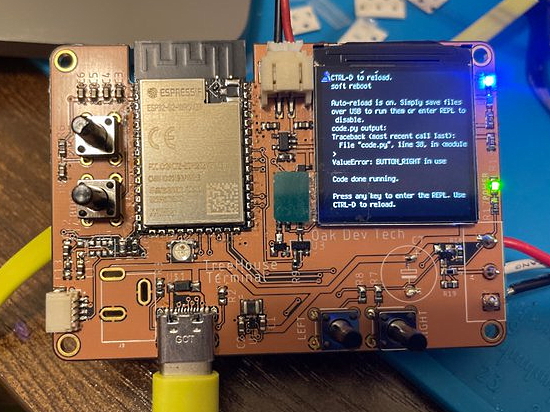 CTRL-D to reload.
soft reboot
Auto-reload is on. Simply save files
over USB to run them or enter REPL to
disable.
code.py output:
Traceback (most recent call last):
File "code.py", line 38, in <module
>
ValueError: BUTTON_RIGHT in use
Code done running.
Press any key to enter the REPL. Use
CTRL-D to reload.
ESPRESSIF
CE
Oak Dev Tech
TreeHouse
Terminal
GCT
LEFT
R19